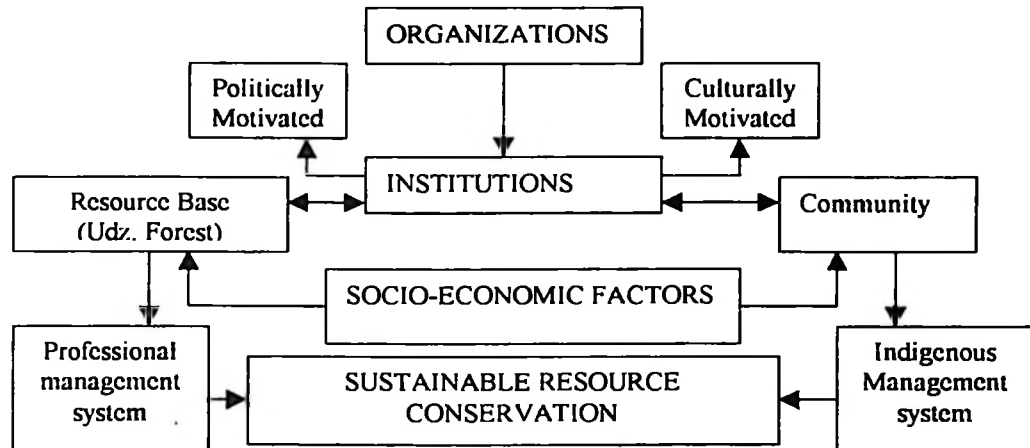 ORGANIZATIONS
Politically
Motivated
Culturally
Motivated
INSTITUTIONS
Resource Base
(Udz. Forest)
Community
SOCIO-ECONOMIC FACTORS
Professional
management
system
SUSTAINABLE RESOURCE
CONSERVATION
Indigenous
Management
system